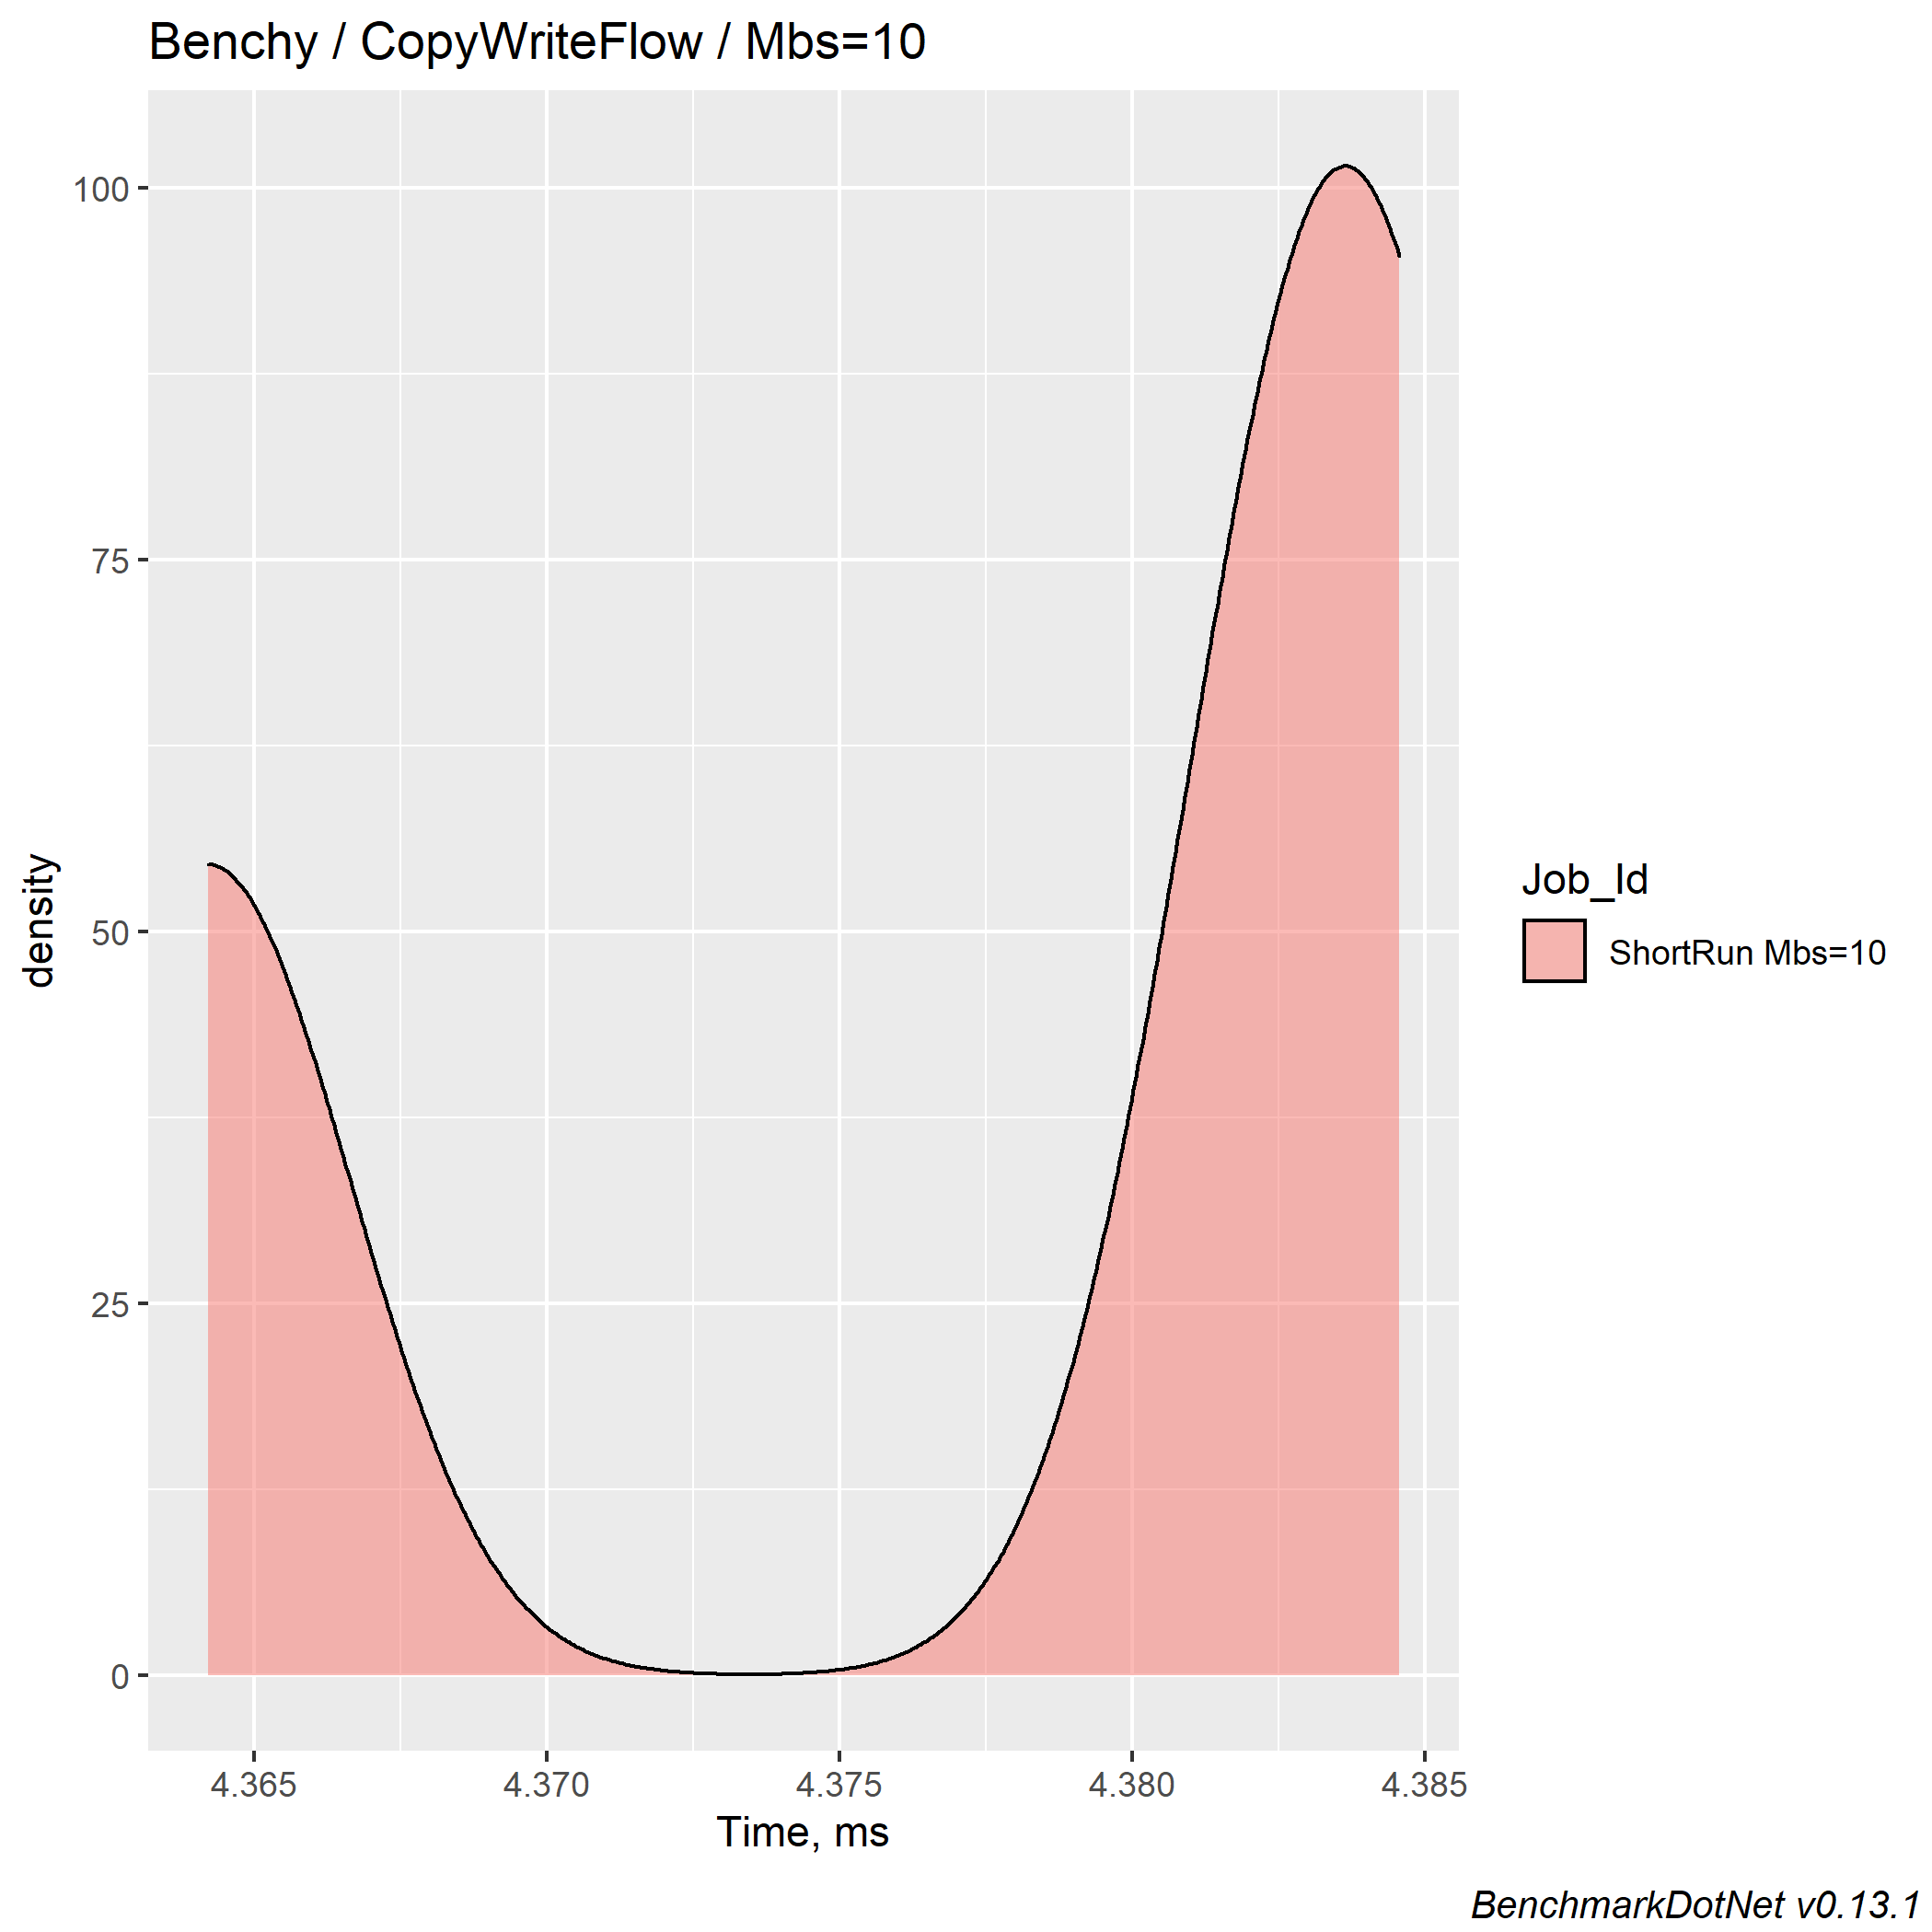 Benchy / CopyWriteFlow / Mbs=10
100
75
50
25
0
density
4.365 4.370 4.375 4.380 4.385
Time, ms
Job_Id
ShortRun Mbs=10
BenchmarkDotNet v0.13.1